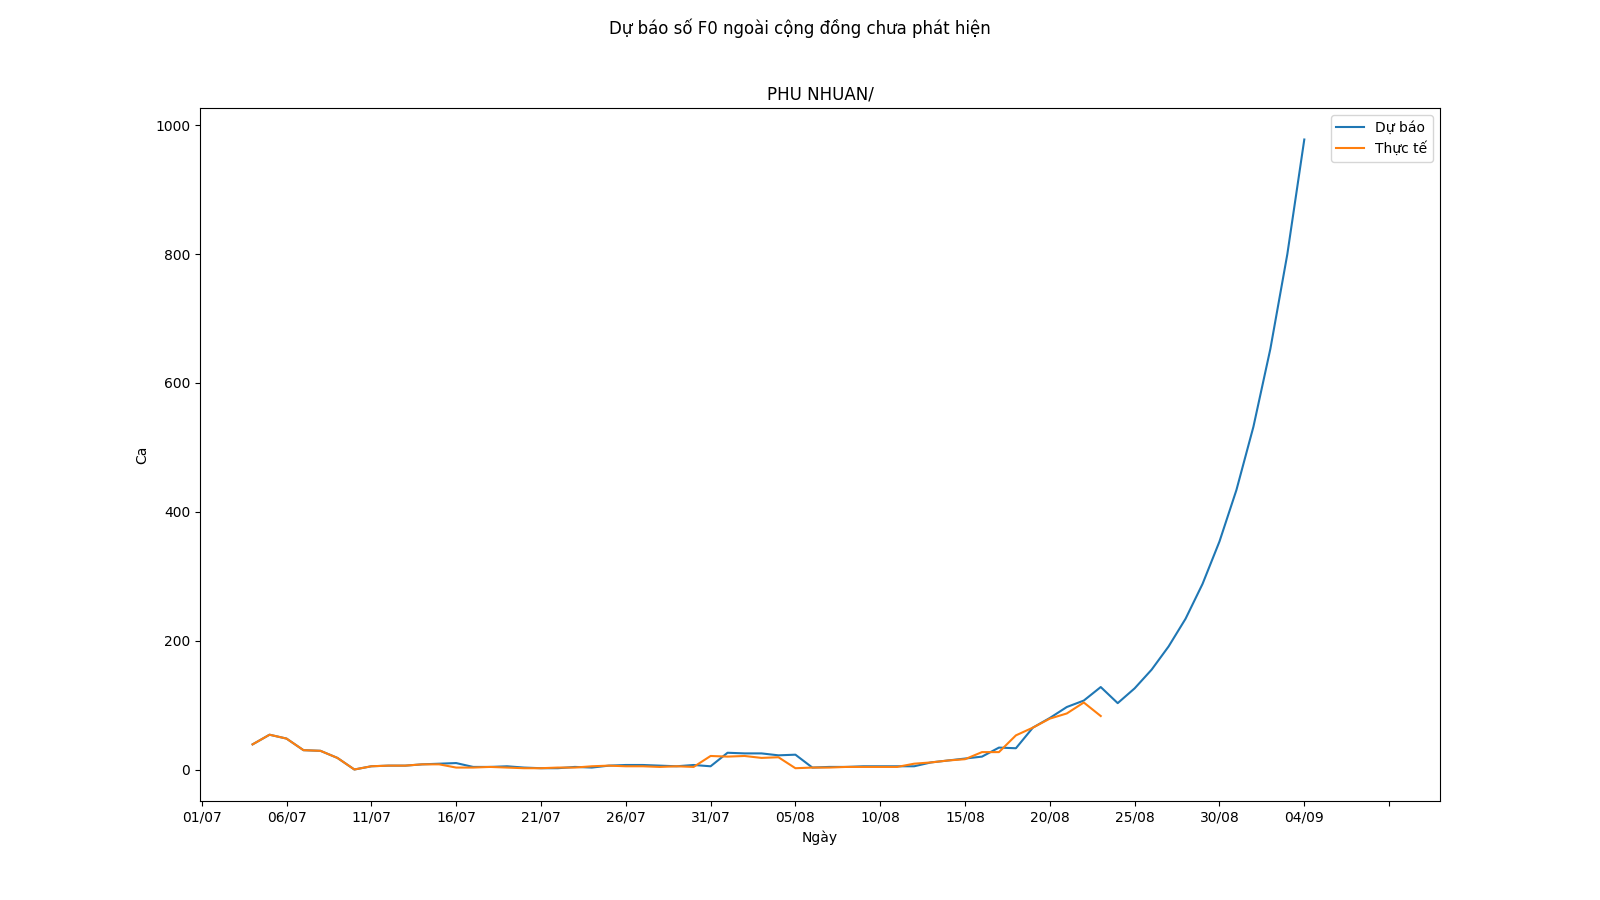 Dự báo số F0 ngoài cộng đồng chưa phát hiện
PHU NHUAN/
Dự báo
Thực tế
1000
800
600
400
200
0
Ca
01/07 06/07 11/07 16/07 21/07 26/07 31/07 05/08 10/08 15/08 20/08 25/08 30/08 04/09
Ngày